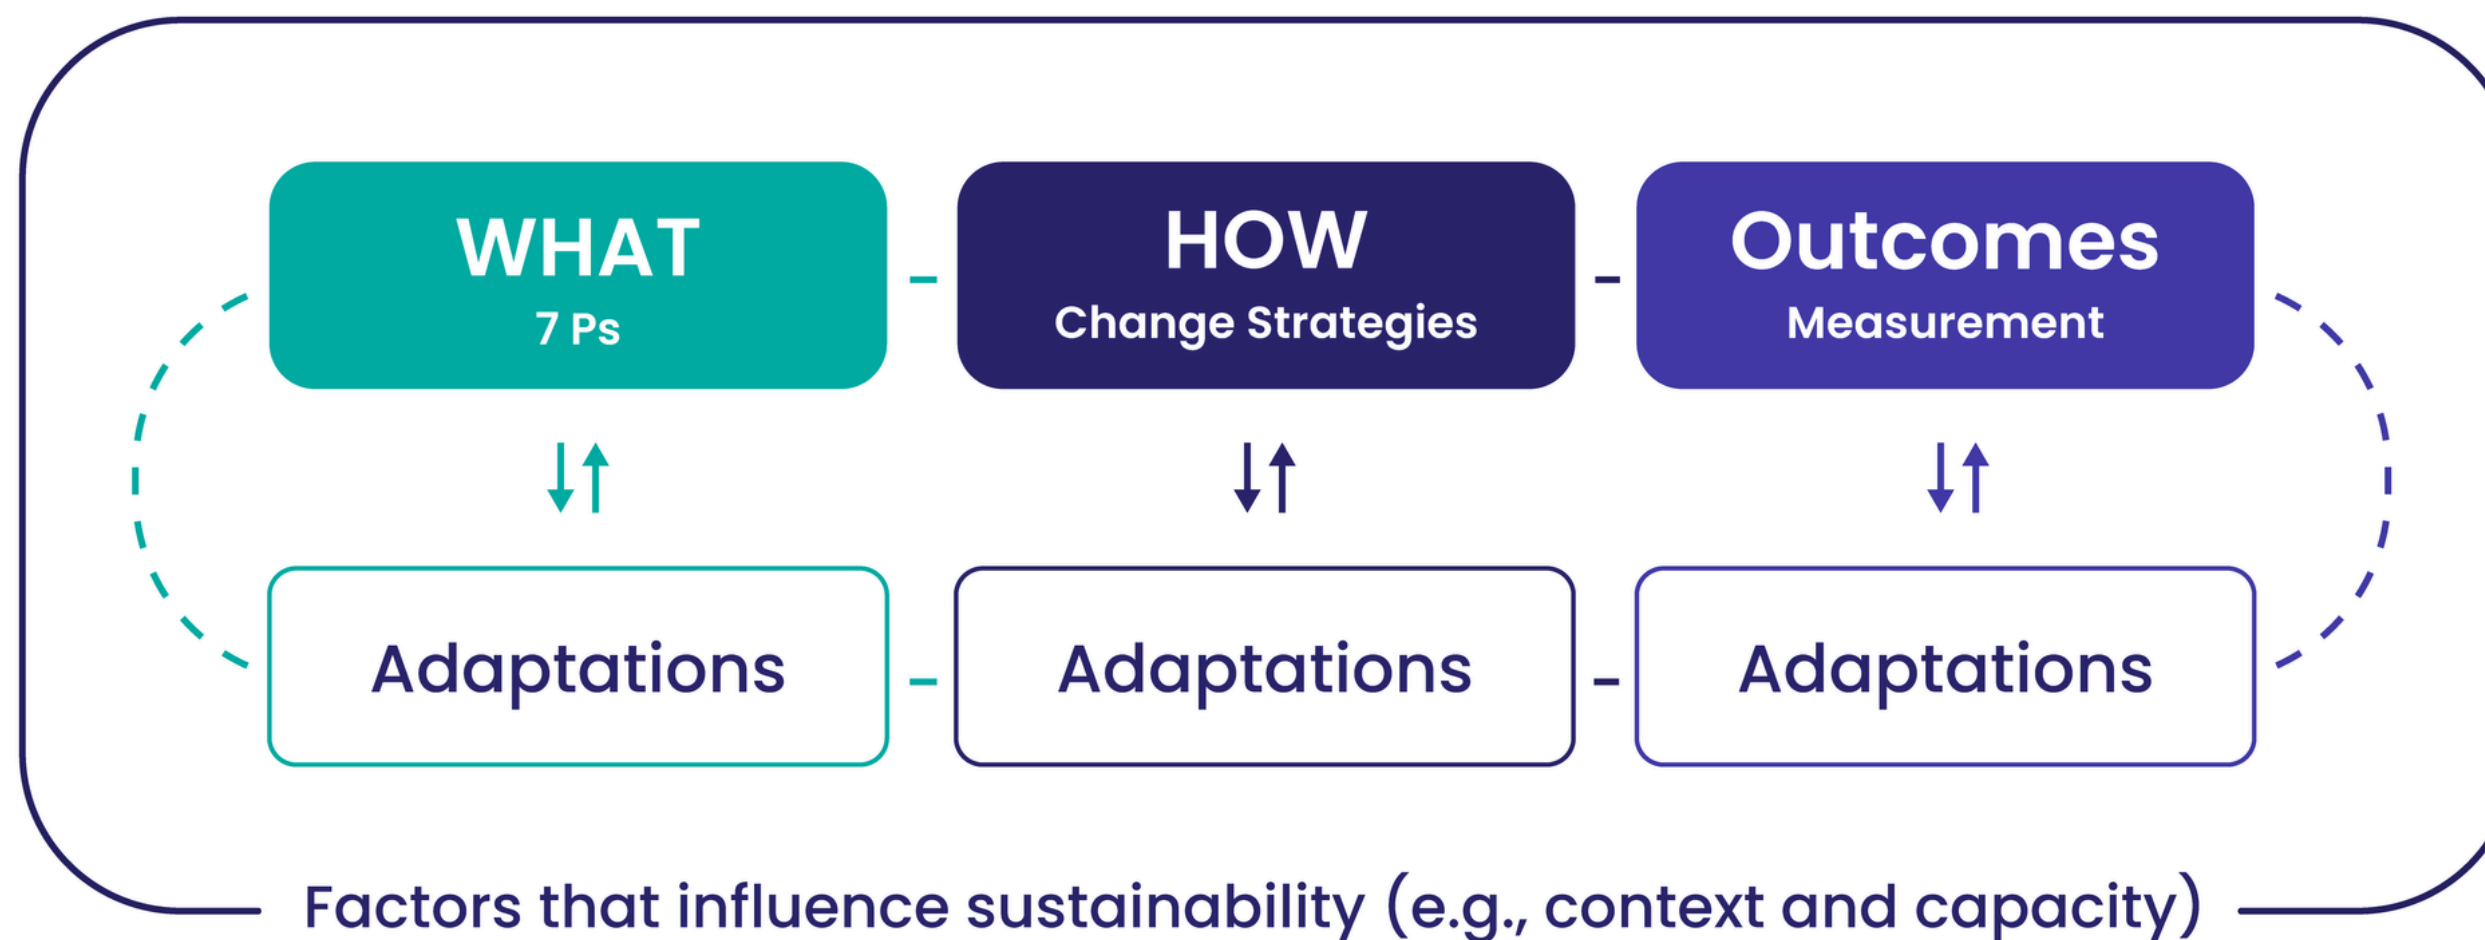 WHAT
7 Ps
HOW
Change Strategies
Outcomes
Measurement
Adaptations
Adaptations
Adaptations
Factors that influence sustainability (e.g., context and capacity)